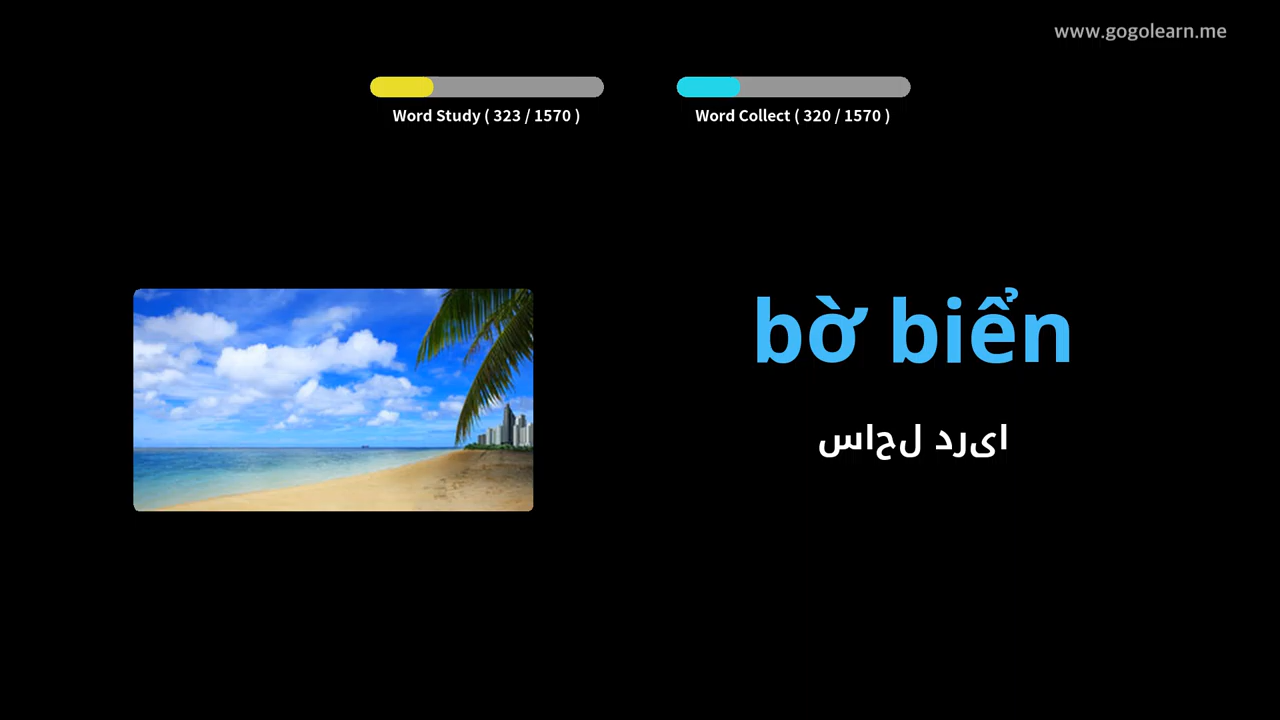 www.gogolearn.me
Word Study ( 323 / 1570 )
Word Collect ( 320 / 1570 )
bờ biển
ساحل دریا